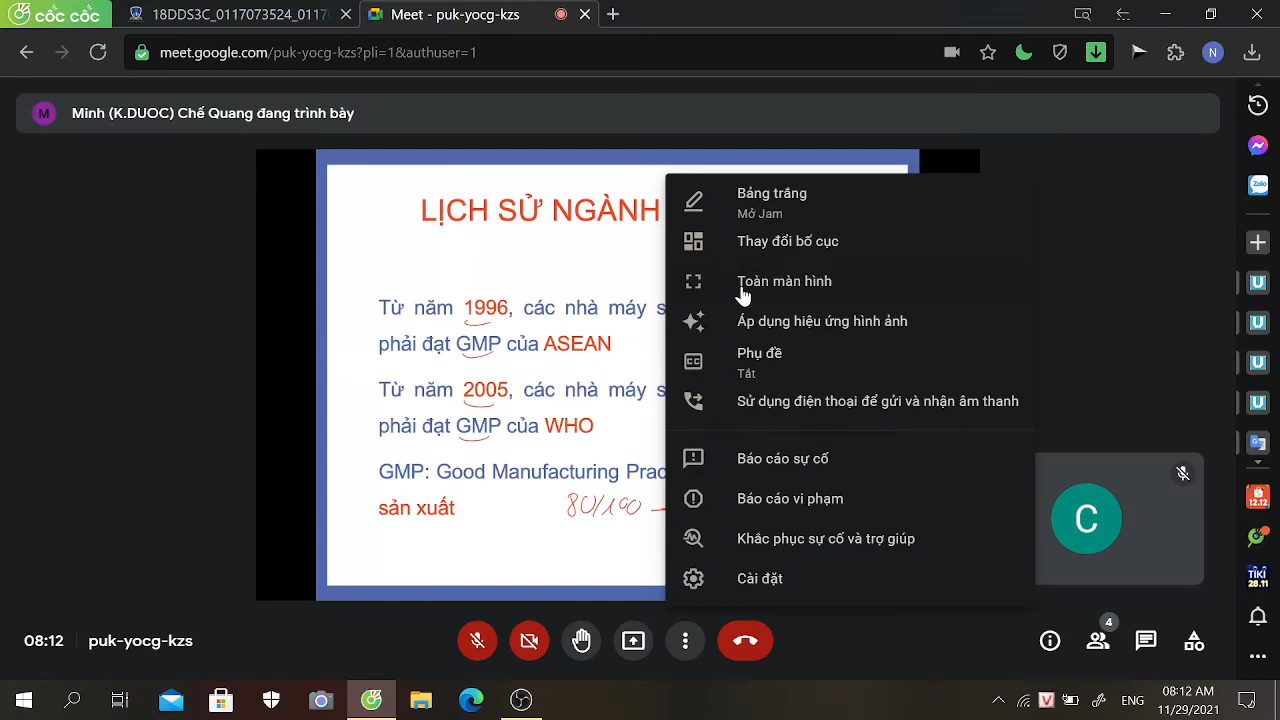 cốc cốc
18DDS3C_0117073524_0117(
Meet - puk-yocg-kzs
meet.google.com/puk-yocg-kzs?pli=1&authuser=1
N
M
Minh (K.DUOC) Chế Quang đang trình bày
LỊCH SỬ NGÀNH
Từ năm 1996, các nhà máy s
phải đạt GMP của ASEAN
Từ năm 2005, các nhà máy s
phải đạt GMP của WHO
GMP: Good Manufacturing Prac
sản xuất
80/190
Bảng trắng
Mở Jam
Thay đổi bố cục
Toàn màn hình
Áp dụng hiệu ứng hình ảnh
CC
Phụ đề
Tắt
Sử dụng điện thoại để gửi và nhận âm thanh
Báo cáo sự cố
Báo cáo vi phạm
Khắc phục sự cố và trợ giúp
Cài đặt
C
Zalo
U
U
U
U
12.12
TIKI
28.11
08:12
puk-yocg-kzs
4
V
ENG
08:12 AM
11/29/2021